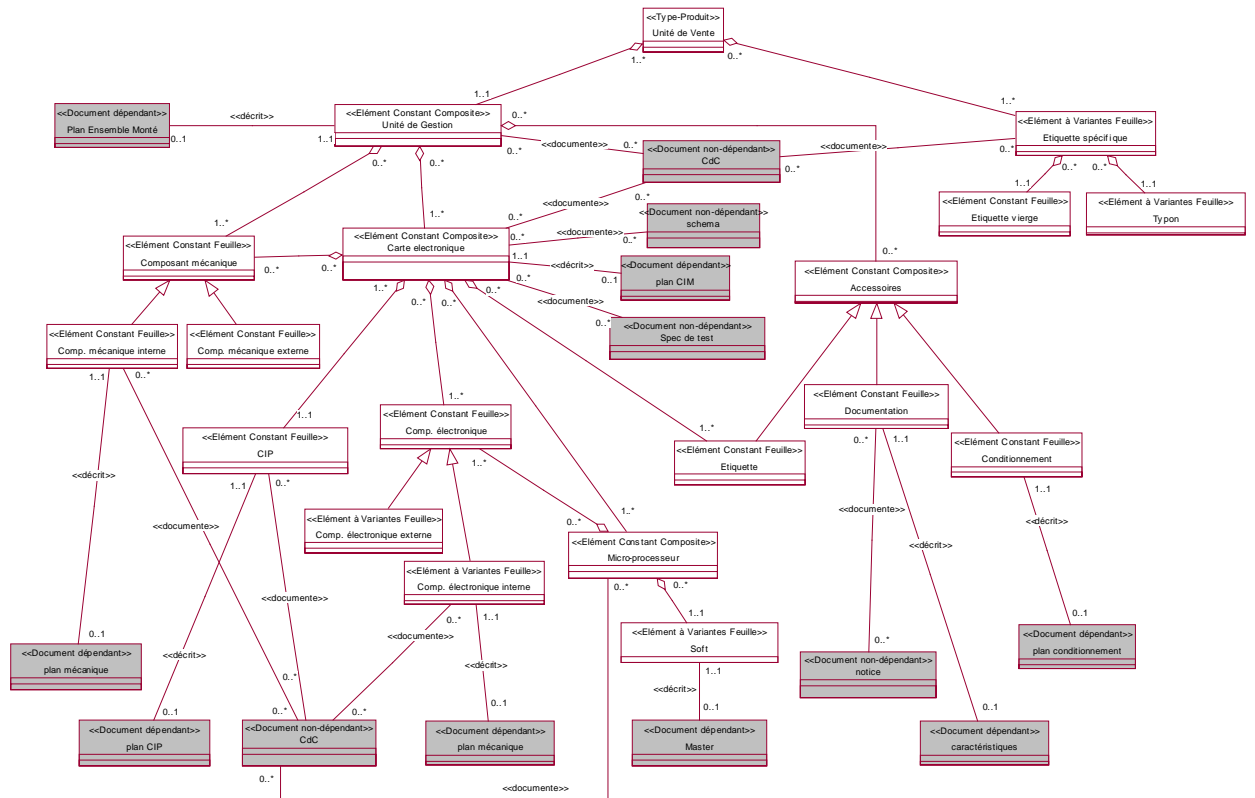 <<Type-Produit>>
Unité de Vente
1..*
0..*
1..1
1..*
<<Document dépendant>>
Plan Ensemble Monté
0..1
<<décrit>>
1..1
<<Elément Constant Composite>>
Unité de Gestion
0..*
0..*
0..*
0..*
<<documente>>
0..*
<<Document non-dépendant>>
CdC
0..*
0..*
<<documente>>
0..*
<<Elément à Variantes Feuille>>
Etiquette spécifique
0..*
0..*
1..1
1..1
<<Elément Constant Feuille>>
Etiquette vierge
<<Elément à Variantes Feuille>>
Typon
1..*
1..*
<<documente>>
0..*
<<Elément Constant Feuille>>
Composant mécanique
0..*
0..*
<<Elément Constant Composite>>
Carte electronique
0..*
<<documente>>
0..*
<<Document non-dépendant>>
schema
1..1
<<décrit>>
0..1
<<Document dépendant>>
plan CIM
0..*
<<documente>>
0..*
<<Document non-dépendant>>
Spec de test
1..*
0..*
0..*
0..*
0..*
<<Elément Constant Composite>>
Accessoires
<<Elément Constant Feuille>>
Comp. mécanique interne
<<Elément Constant Feuille>>
Comp. mécanique externe
1..1
0..*
1..1
1..*
<<Elément Constant Feuille>>
CIP
1..1
0..*
<<Elément Constant Feuille>>
Comp. électronique
1..*
1..*
<<Elément Constant Feuille>>
Etiquette
<<Elément Constant Feuille>>
Documentation
0..*
1..1
<<Elément Constant Feuille>>
Conditionnement
1..1
<<décrit>>
<<documente>>
<<Elément à Variantes Feuille>>
Comp. électronique externe
0..*
1..*
<<Elément Constant Composite>>
Micro-processeur
0..*
0..*
<<décrit>>
<<décrit>>
<<Elément à Variantes Feuille>>
Comp. électronique interne
0..*
1..1
<<documente>>
<<documente>>
1..1
<<Elément à Variantes Feuille>>
Soft
1..1
<<documente>>
0..1
<<Document dépendant>>
plan mécanique
<<décrit>>
<<décrit>>
<<décrit>>
0..1
<<Document dépendant>>
plan conditionnement
0..*
<<Document non-dépendant>>
notice
0..1
<<Document dépendant>>
plan CIP
0..*
0..*
0..*
<<Document non-dépendant>>
CdC
0..*
0..1
<<Document dépendant>>
plan mécanique
0..1
<<Document dépendant>>
Master
0..1
<<Document dépendant>>
caractéristiques
<<documente>>